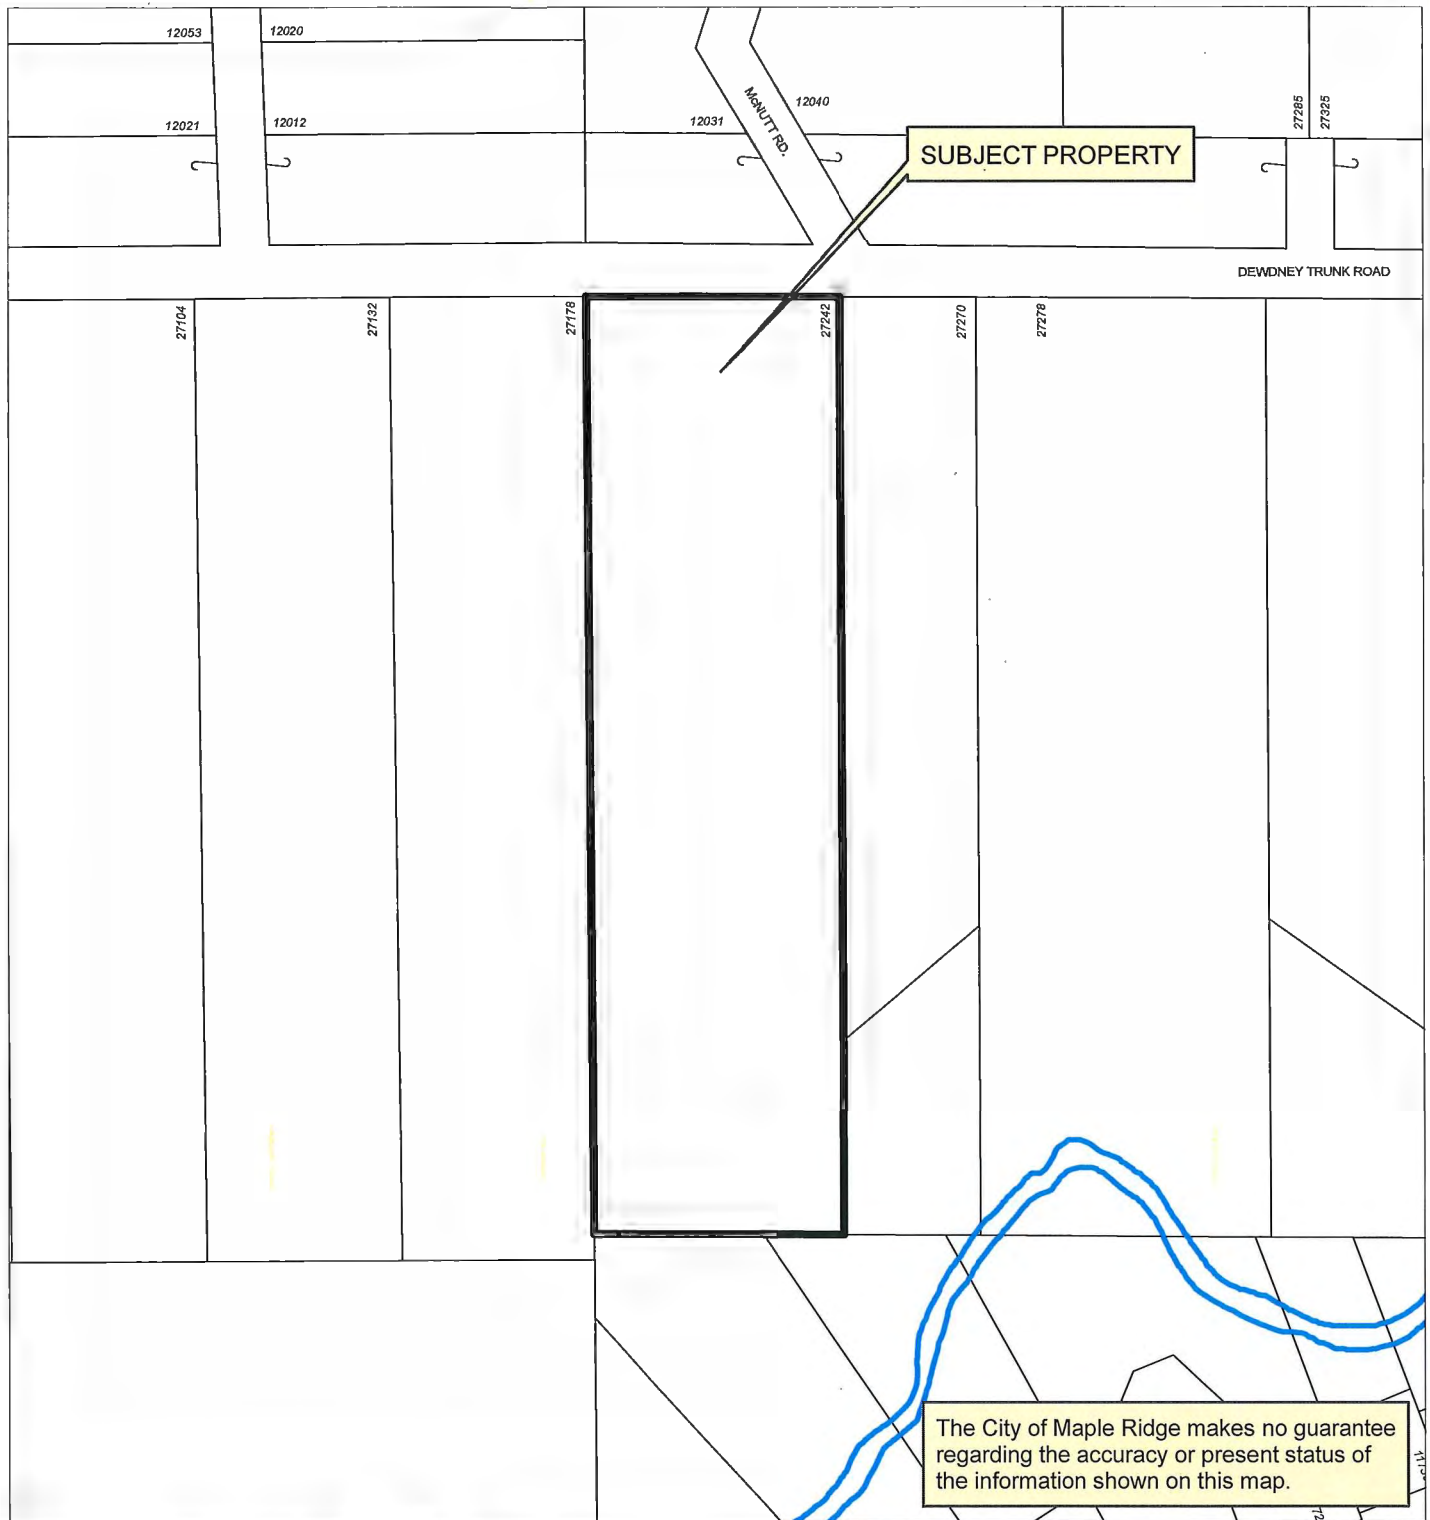 12053
12020
12021
12012
12031
McNUTT RD.
12040
27285
27325
SUBJECT PROPERTY
DEWDNEY TRUNK ROAD
27104
27132
27178
27242
27270
27278
The City of Maple Ridge makes no guarantee
regarding the accuracy or present status of
the information shown on this map.